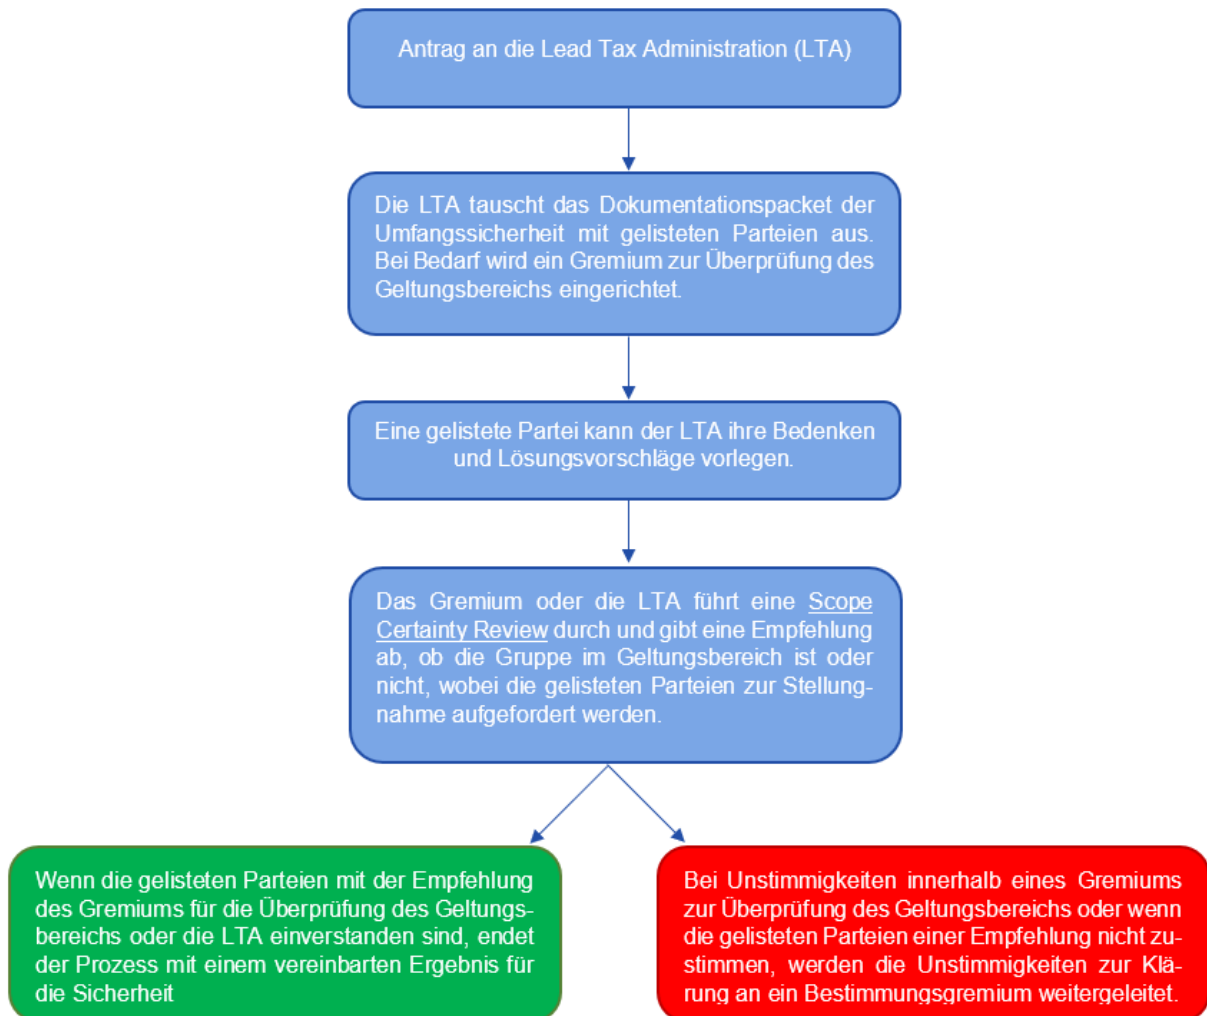 Antrag an die Lead Tax Administration (LTA)
Die LTA tauscht das Dokumentationspacket der
Umfangssicherheit mit gelisteten Parteien aus.
Bei Bedarf wird ein Gremium zur Überprüfung des
Geltungsbereichs eingerichtet.
Eine gelistete Partei kann der LTA ihre Bedenken
und Lösungsvorschläge vorlegen.
Das Gremium oder die LTA führt eine Scope
Certainty Review durch und gibt eine Empfehlung
ab, ob die Gruppe im Geltungsbereich ist oder
nicht, wobei die gelisteten Parteien zur Stellung-
nahme aufgefordert werden.
Wenn die gelisteten Parteien mit der Empfehlung
des Gremiums für die Überprüfung des Geltungs-
bereichs oder die LTA einverstanden sind, endet
der Prozess mit einem vereinbarten Ergebnis für
die Sicherheit
Bei Unstimmigkeiten innerhalb eines Gremiums
zur Überprüfung des Geltungsbereichs oder wenn
die gelisteten Parteien einer Empfehlung nicht zu-
stimmen, werden die Unstimmigkeiten zur Klä-
rung an ein Bestimmungsgremium weitergeleitet.